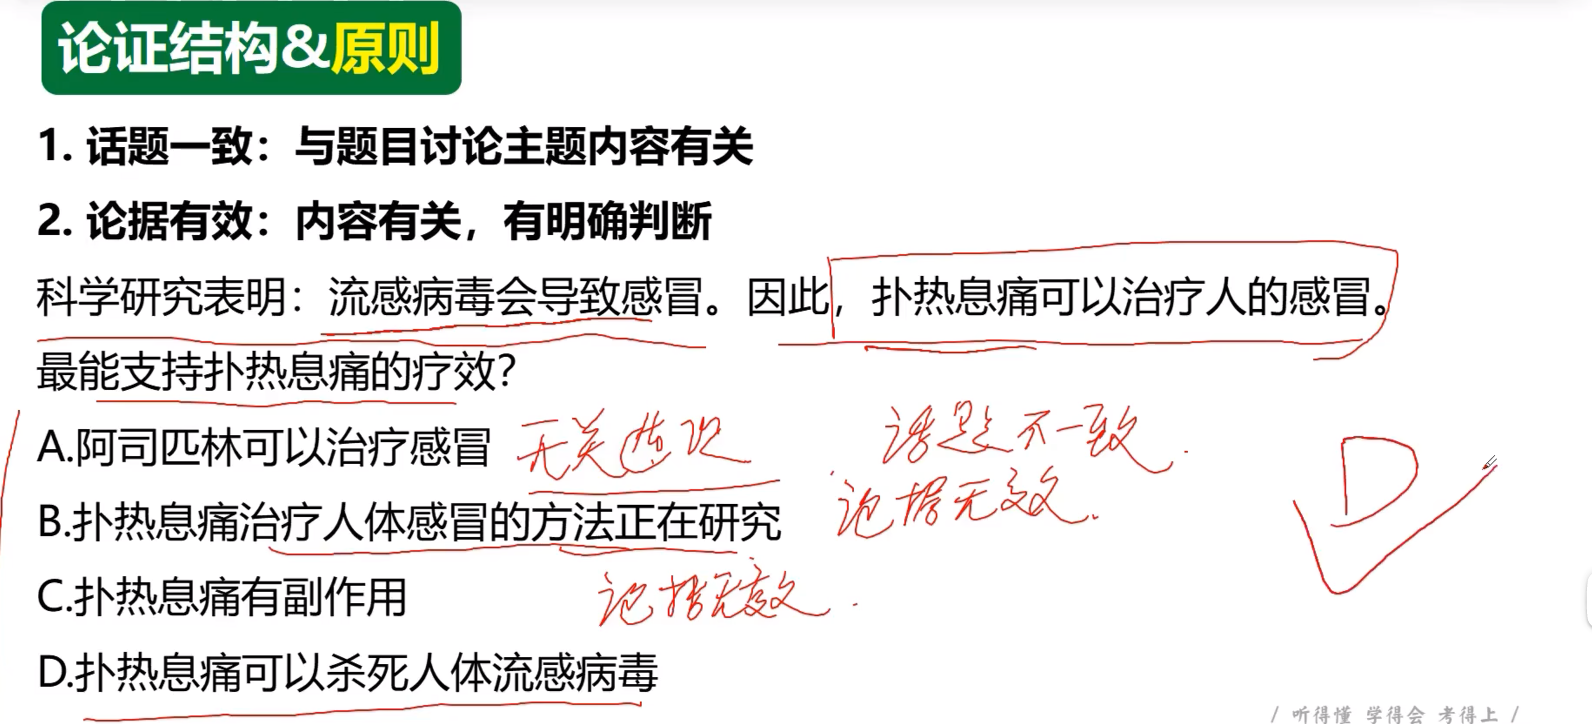 论证结构&原则
1. 话题一致：与题目讨论主题内容有关
2. 论据有效：内容有关，有明确判断
科学研究表明：流感病毒会导致感冒。因此，扑热息痛可以治疗人的感冒。
最能支持扑热息痛的疗效？
A.阿司匹林可以治疗感冒 无关选项 话题不一致.
B.扑热息痛治疗人体感冒的方法正在研究 论据无效.
C.扑热息痛有副作用 论据无效.
D
D.扑热息痛可以杀死人体流感病毒
/ 听得懂 学得会 考得上 /